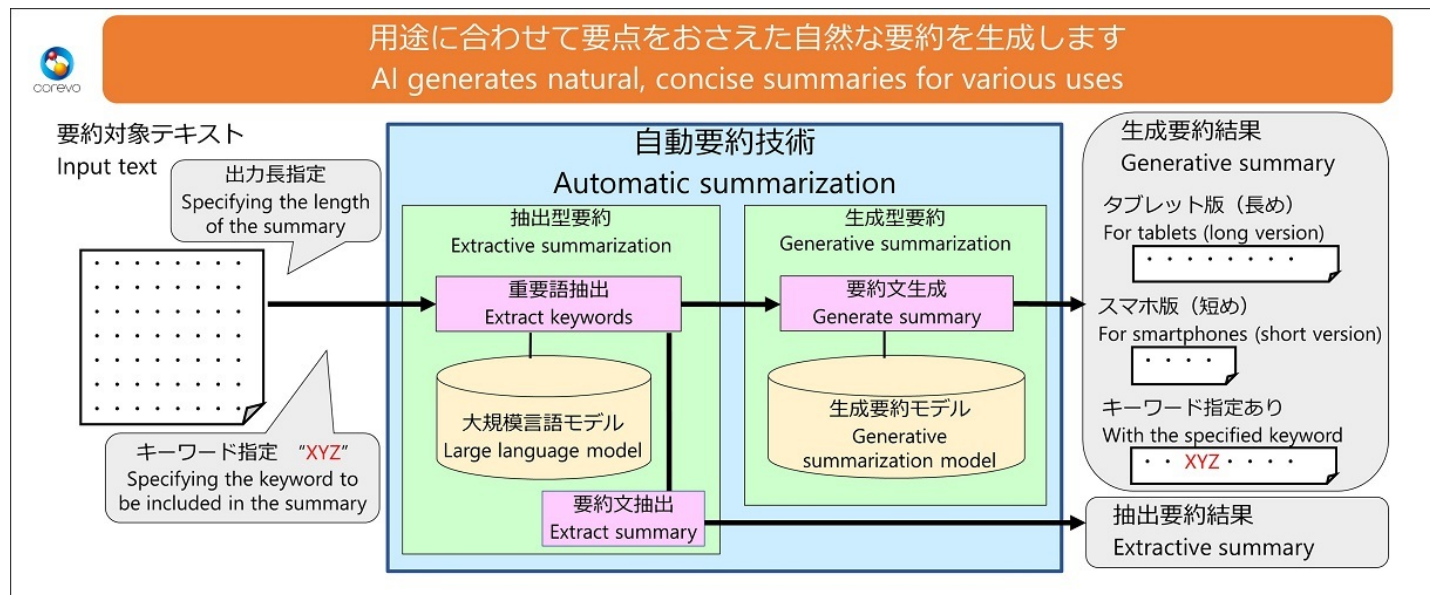 用途に合わせて要点をおさえた自然な要約を生成します
AI generates natural, concise summaries for various uses
corevo
要約対象テキスト
Input text
出力長指定
Specifying the length
of the summary
キーワード指定 "XYZ"
Specifying the keyword to
be included in the summary
自動要約技術
Automatic summarization
抽出型要約
Extractive summarization
重要語抽出
Extract keywords
大規模言語モデル
Large language model
要約文抽出
Extract summary
生成型要約
Generative summarization
要約文生成
Generate summary
生成要約モデル
Generative
summarization model
生成要約結果
Generative summary
タブレット版（長め）
For tablets (long version)
スマホ版（短め）
For smartphones (short version)
キーワード指定あり
With the specified keyword
XYZ
抽出要約結果
Extractive summary